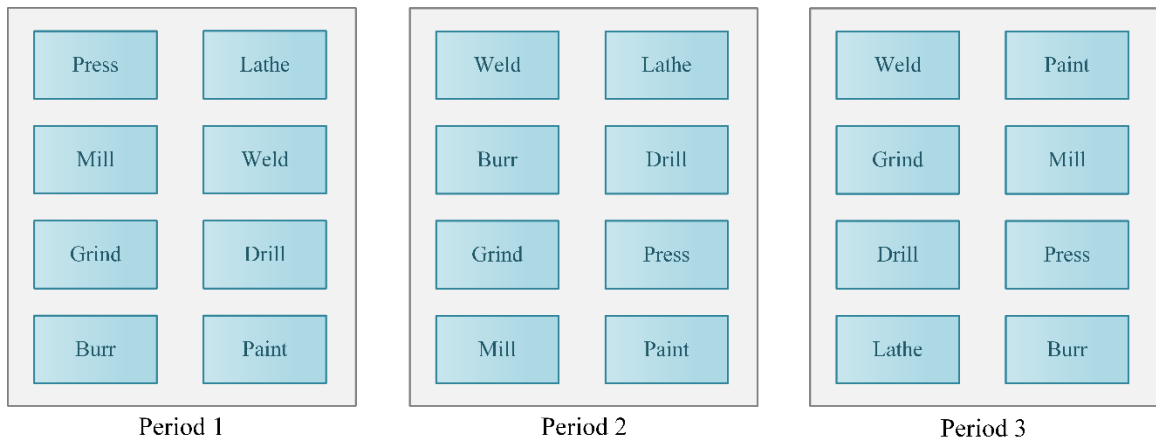 Press Lathe
Mill Weld
Grind Drill
Burr Paint
Period 1
Weld Lathe
Burr Drill
Grind Press
Mill Paint
Period 2
Weld Paint
Grind Mill
Drill Press
Lathe Burr
Period 3